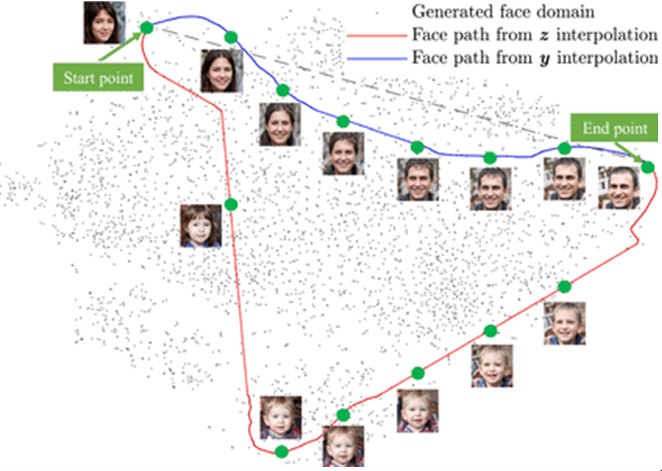 Generated face domain
Face path from z interpolation
Face path from y interpolation
Start point
End point